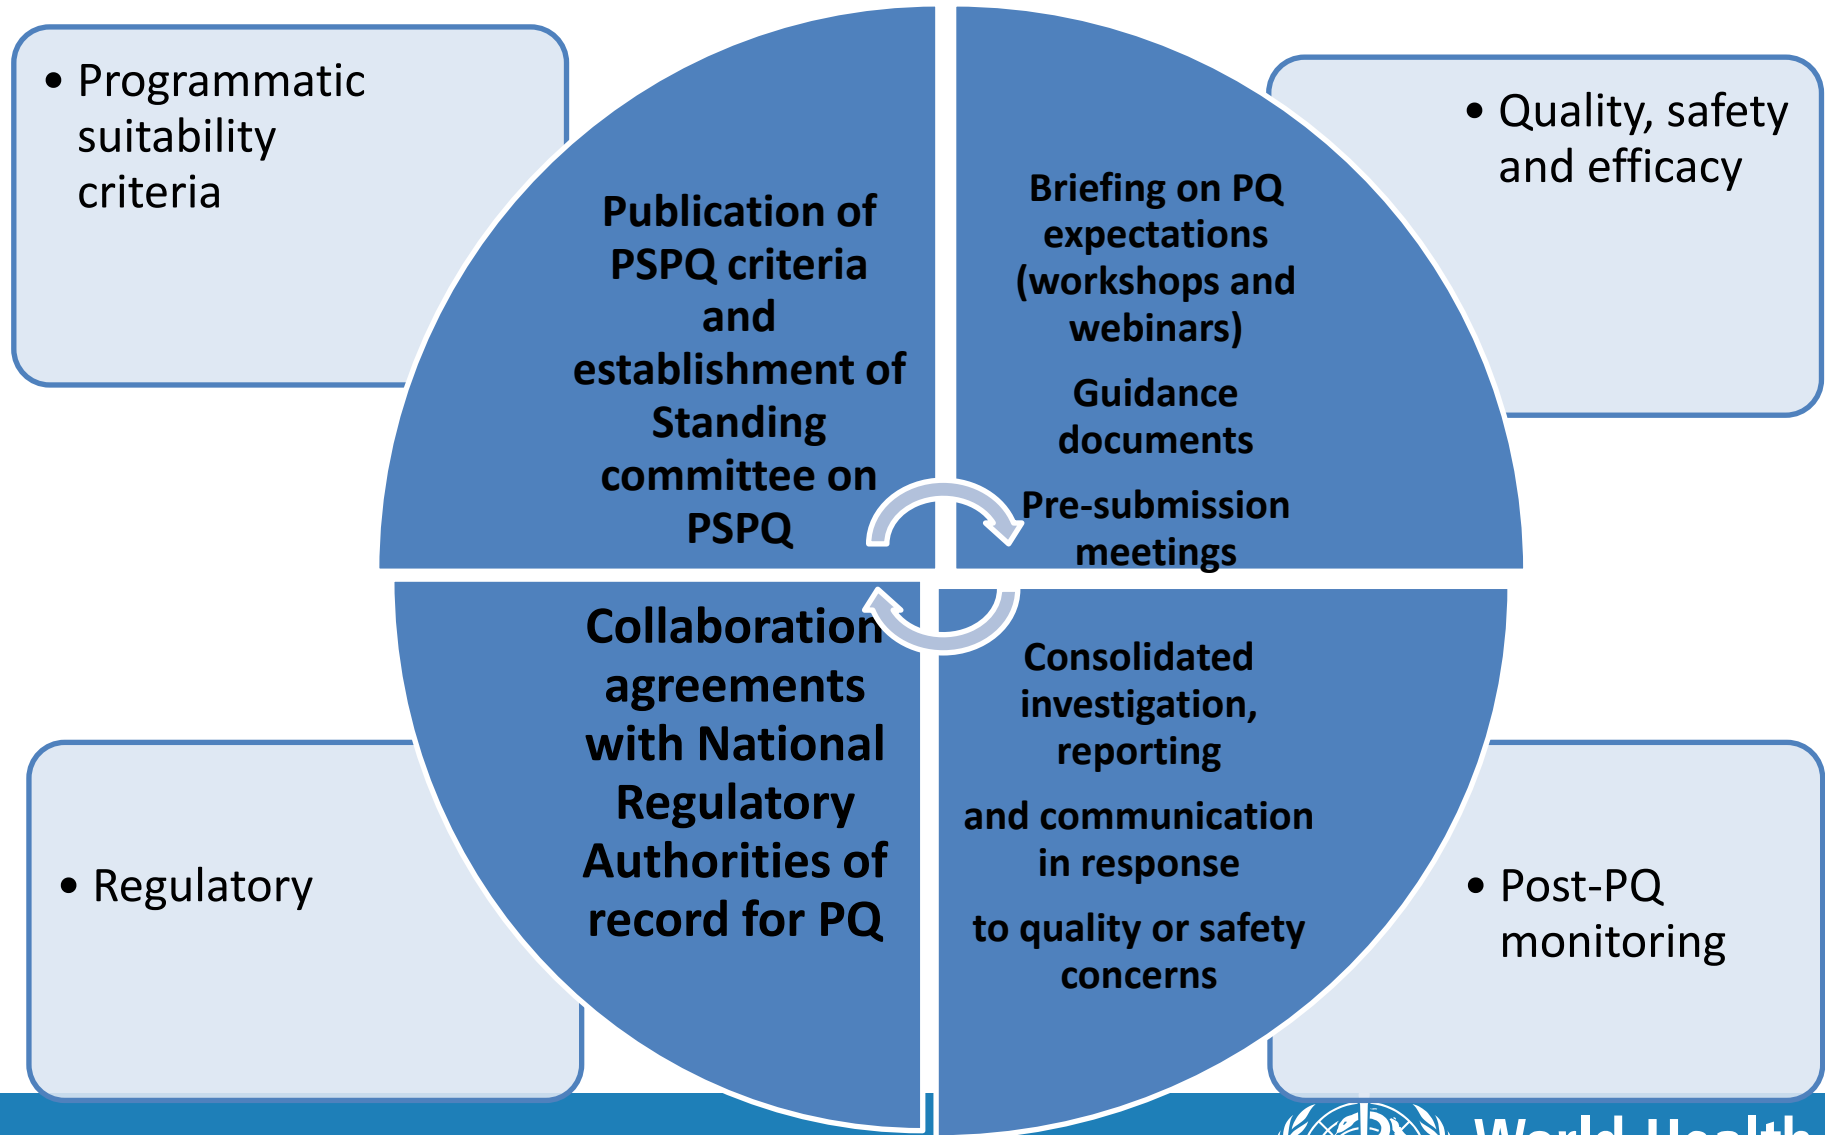 • Programmatic
suitability
criteria
Publication of
PSPQ criteria
and
establishment of
Standing
committee on
PSPQ
Briefing on PQ
expectations
(workshops and
webinars)
Guidance
documents
Pre-submission
meetings
• Quality, safety
and efficacy
• Regulatory
Collaboration
agreements
with National
Regulatory
Authorities of
record for PQ
Consolidated
investigation,
reporting
and communication
in response
to quality or safety
concerns
• Post-PQ
monitoring
World Health